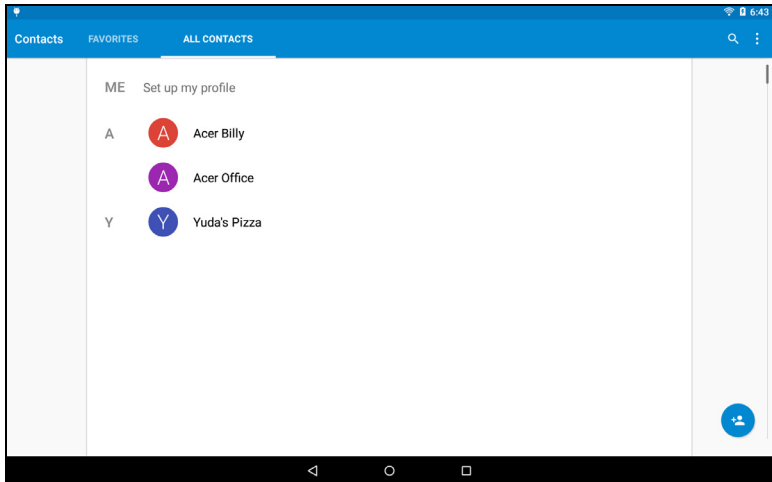 6:43
Contacts FAVORITES ALL CONTACTS
ME Set up my profile
A A Acer Billy
A Acer Office
Y Y Yuda's Pizza